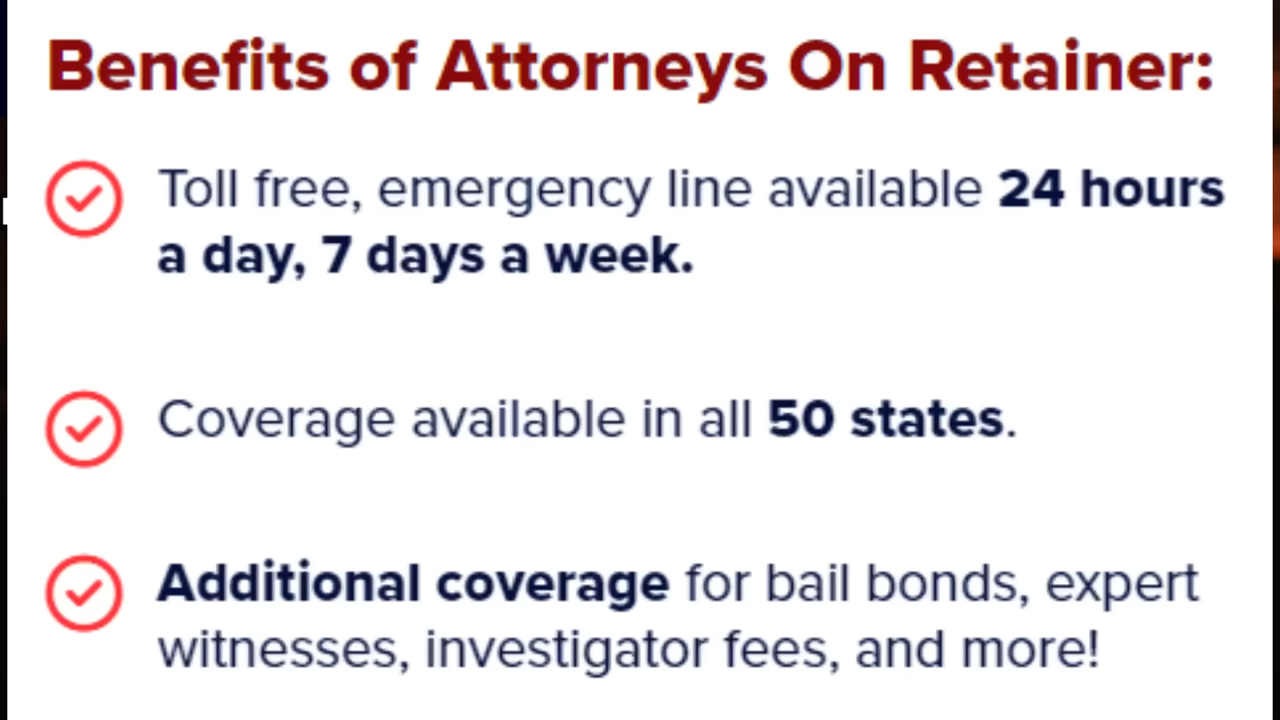 Benefits of Attorneys On Retainer:
Toll free, emergency line available 24 hours
a day, 7 days a week.
Coverage available in all 50 states.
Additional coverage for bail bonds, expert
witnesses, investigator fees, and more!